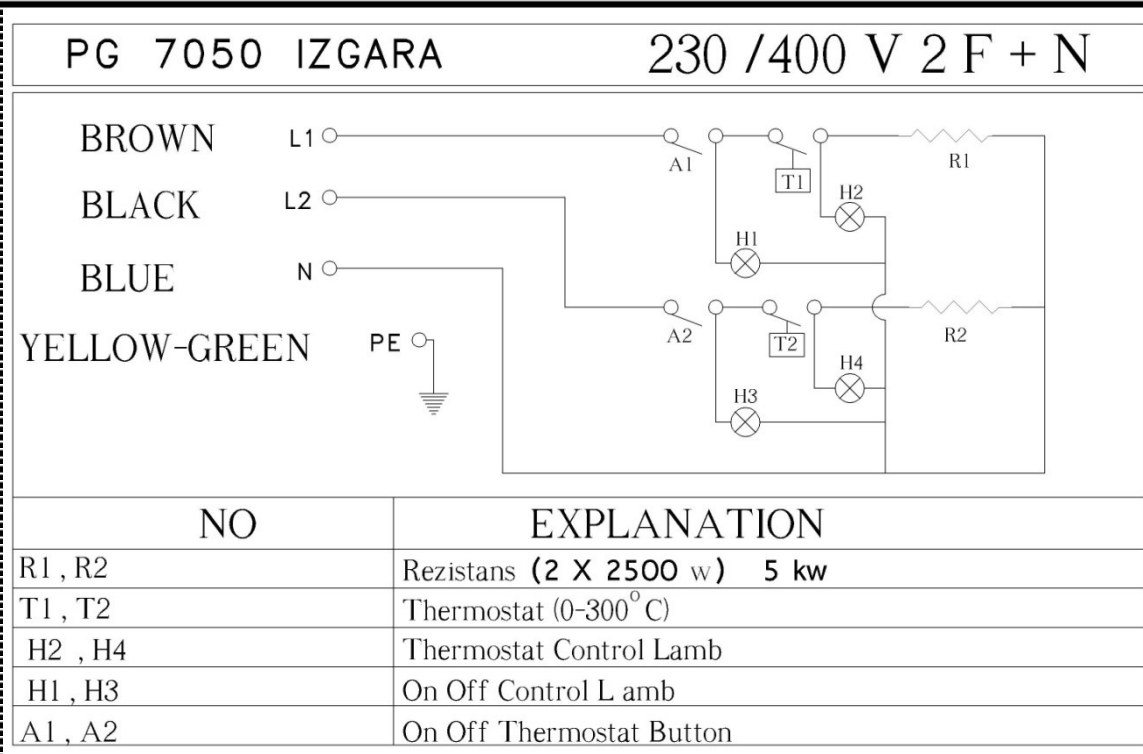 PG 7050 IZGARA 230 /400 V 2 F + N
BROWN L1
A1
T1
R1
H2
BLACK L2
H1
BLUE N
A2
T2
R2
YELLOW-GREEN PE
H4
H3
NO EXPLANATION
R1 , R2 Rezistans (2 X 2500 w) 5 kw
T1 , T2 Thermostat (0-300°C)
H2 , H4 Thermostat Control Lamb
H1 , H3 On Off Control L amb
A1 , A2 On Off Thermostat Button